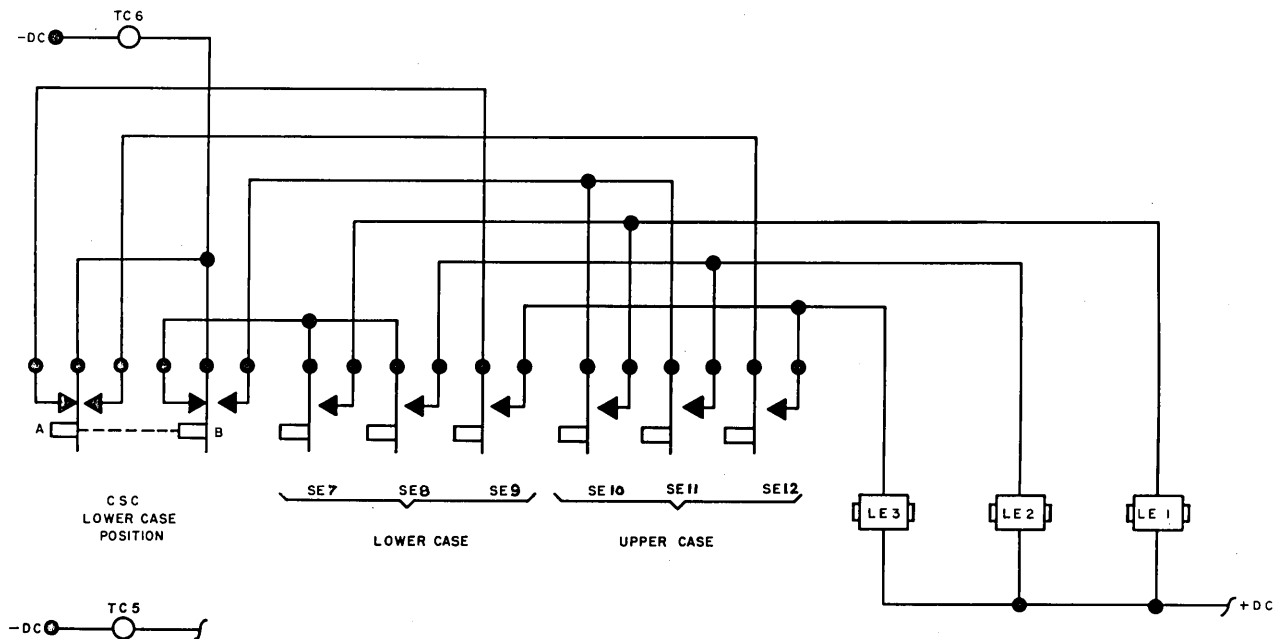 TC6
-DC
A
B
SE7
SE8
SE9
SE10
SE11
SE12
CSC
LOWER CASE
POSITION
LOWER CASE
UPPER CASE
LE3
LE2
LE1
+DC
TC5
-DC